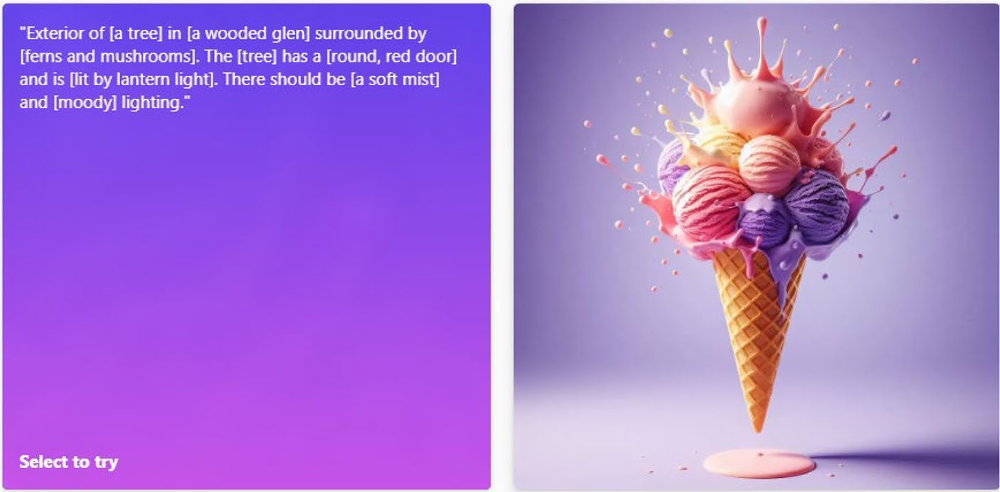 "Exterior of [a tree] in [a wooded glen] surrounded by
[ferns and mushrooms]. The [tree] has a [round, red door]
and is [lit by lantern light]. There should be [a soft mist]
and [moody] lighting."
Select to try